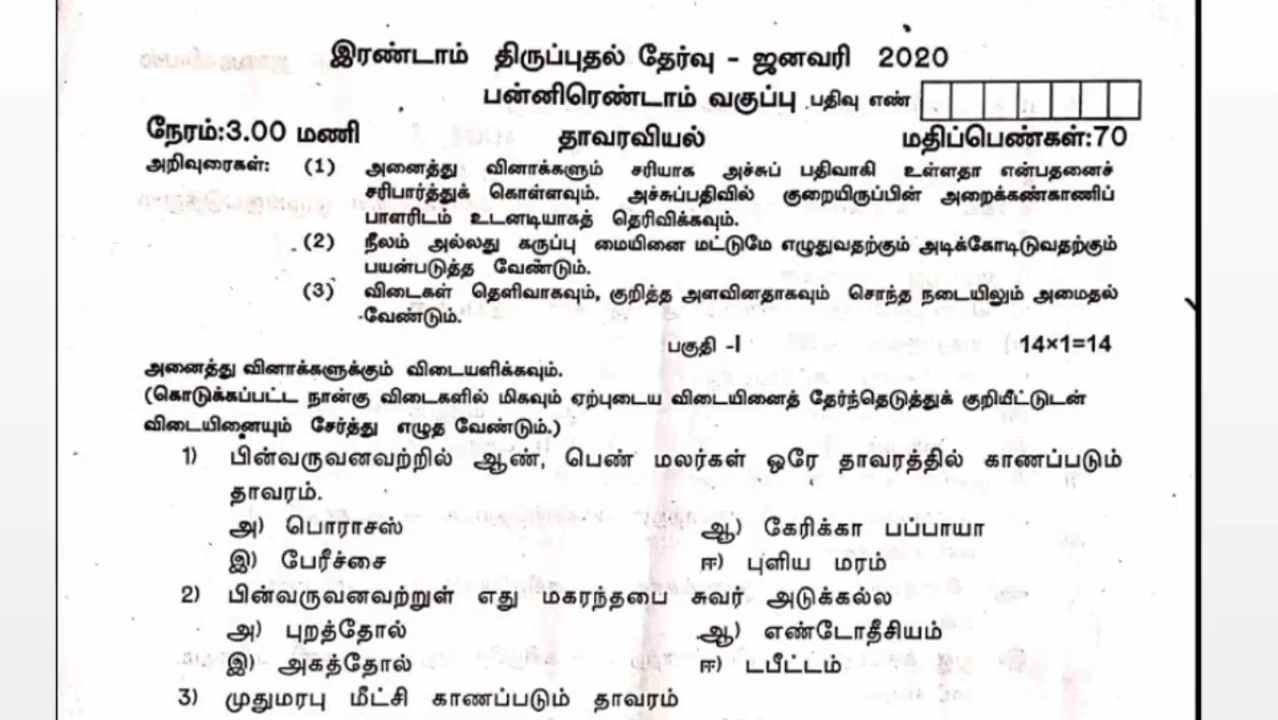 இரண்டாம் திருப்புதல் தேர்வு - ஜனவரி 2020
பன்னிரெண்டாம் வகுப்பு பதிவு எண்
நேரம்:3.00 மணி தாவரவியல் மதிப்பெண்கள்:70
அறிவுரைகள்: (1) அனைத்து வினாக்களும் சரியாக அச்சுப் பதிவாகி உள்ளதா என்பதனைச்
சரிபார்த்துக் கொள்ளவும். அச்சுப்பதிவில் குறையிருப்பின் அறைக்கண்காணிப்
பாளரிடம் உடனடியாகத் தெரிவிக்கவும்.
(2) நீலம் அல்லது கருப்பு மையினை மட்டுமே எழுதுவதற்கும் அடிக்கோடிடுவதற்கும்
பயன்படுத்த வேண்டும்.
(3) விடைகள் தெளிவாகவும், குறித்த அளவினதாகவும் சொந்த நடையிலும் அமைதல்
வேண்டும்.
பகுதி -I 14×1=14
அனைத்து வினாக்களுக்கும் விடையளிக்கவும்.
(கொடுக்கப்பட்ட நான்கு விடைகளில் மிகவும் ஏற்புடைய விடையினைத் தேர்ந்தெடுத்துக் குறியீட்டுடன்
விடையினையும் சேர்த்து எழுத வேண்டும்.)
1) பின்வருவனவற்றில் ஆண், பெண் மலர்கள் ஒரே தாவரத்தில் காணப்படும்
தாவரம்.
அ) பொராசஸ் ஆ) கேரிக்கா பப்பாயா
இ) பேரீச்சை ஈ) புளிய மரம்
2) பின்வருவனவற்றுள் எது மகரந்தபை சுவர் அடுக்கல்ல
அ) புறத்தோல் ஆ) எண்டோதீசியம்
இ) அகத்தோல் ஈ) டபீட்டம்
3) முதுமரபு மீட்சி காணப்படும் தாவரம்